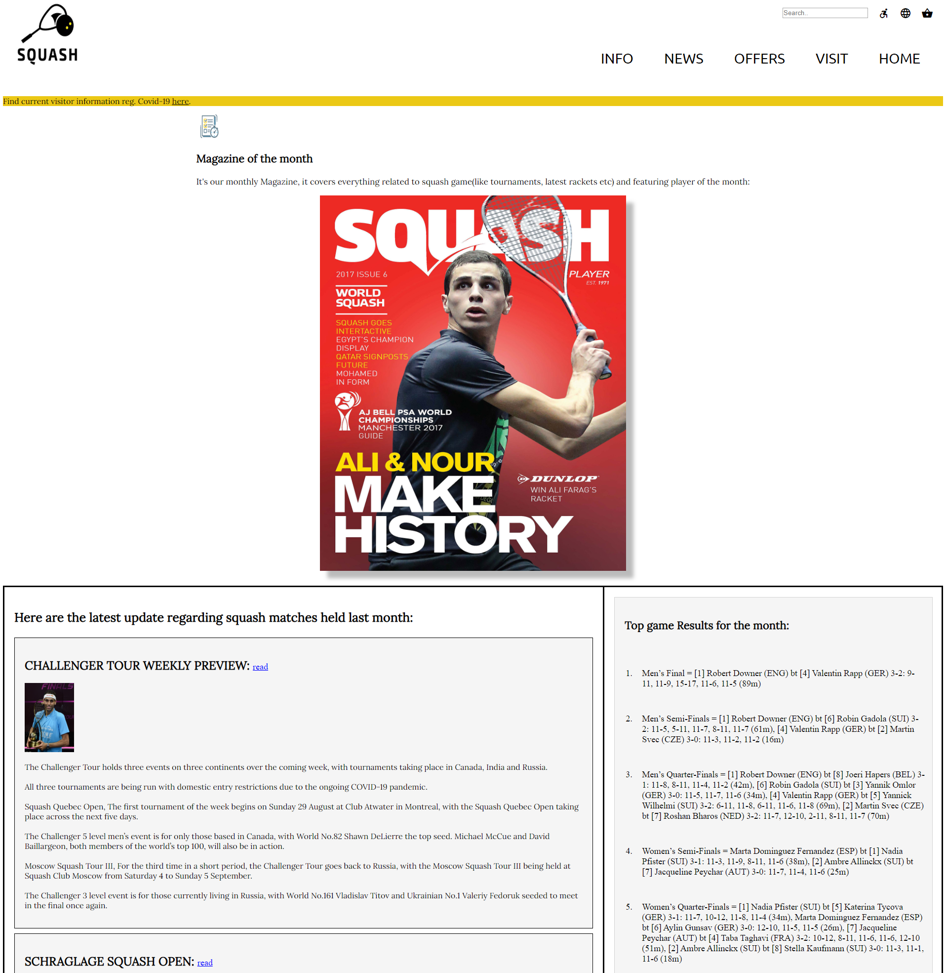 Search..
SQUASH
INFO NEWS OFFERS VISIT HOME
Find current visitor information reg. Covid-19 here.
Magazine of the month
It's our monthly Magazine, it covers everything related to squash game(like tournaments, latest rackets etc) and featuring player of the month:
SQUASH
2017 ISSUE 6
PLAYER
EST. 1971
WORLD
SQUASH
SQUASH GOES
INTERTACTIVE
EGYPT'S CHAMPION
DISPLAY
QATAR SIGNPOSTS
FUTURE
MOHAMED
IN FORM
AJ BELL PSA WORLD
CHAMPIONSHIPS
MANCHESTER 2017
GUIDE
ALI & NOUR
MAKE
HISTORY
DUNLOP
WIN ALI FARAG'S
RACKET
Here are the latest update regarding squash matches held last month:
CHALLENGER TOUR WEEKLY PREVIEW: read
FINALS
The Challenger Tour holds three events on three continents over the coming week, with tournaments taking place in Canada, India and Russia.
All three tournaments are being run with domestic entry restrictions due to the ongoing COVID-19 pandemic.
Squash Quebec Open, The first tournament of the week begins on Sunday 29 August at Club Atwater in Montreal, with the Squash Quebec Open taking
place across the next five days.
The Challenger 5 level men's event is for only those based in Canada, with World No.82 Shawn DeLierre the top seed. Michael McCue and David
Baillargeon, both members of the world's top 100, will also be in action.
Moscow Squash Tour III, For the third time in a short period, the Challenger Tour goes back to Russia, with the Moscow Squash Tour III being held at
Squash Club Moscow from Saturday 4 to Sunday 5 September.
The Challenger 3 level event is for those currently living in Russia, with World No.161 Vladislav Titov and Ukrainian No.1 Valeriy Fedoruk seeded to meet
in the final once again.
SCHRAGLAGE SQUASH OPEN: read
Top game Results for the month:
1. Men's Final = [1] Robert Downer (ENG) bt [4] Valentin Rapp (GER) 3-2: 9-
11, 11-9, 15-17, 11-6, 11-5 (89m)
2. Men's Semi-Finals = [1] Robert Downer (ENG) bt [6] Robin Gadola (SUI) 3-
2: 11-5, 5-11, 11-7, 8-11, 11-7 (61m), [4] Valentin Rapp (GER) bt [2] Martin
Svec (CZE) 3-0: 11-3, 11-2, 11-2 (16m)
3. Men's Quarter-Finals = [1] Robert Downer (ENG) bt [8] Joeri Hapers (BEL) 3-
1: 11-8, 8-11, 11-4, 11-2 (42m), [6] Robin Gadola (SUI) bt [3] Yannik Omlor
(GER) 3-0: 11-5, 11-7, 11-6 (34m), [4] Valentin Rapp (GER) bt [5] Yannick
Wilhelmi (SUI) 3-2: 6-11, 11-8, 6-11, 11-6, 11-8 (69m), [2] Martin Svec (CZE)
bt [7] Roshan Bharos (NED) 3-2: 11-7, 12-10, 2-11, 8-11, 11-7 (70m)
4. Women's Semi-Finals = Marta Dominguez Fernandez (ESP) bt [1] Nadia
Pfister (SUI) 3-1: 11-3, 11-9, 8-11, 11-6 (38m), [2] Ambre Allinckx (SUI) bt
[7] Jacqueline Peychar (AUT) 3-0: 11-7, 11-4, 11-6 (25m)
5. Women's Quarter-Finals = [1] Nadia Pfister (SUI) bt [5] Katerina Tycova
(GER) 3-1: 11-7, 10-12, 11-8, 11-4 (34m), Marta Dominguez Fernandez (ESP)
bt [6] Aylin Gunsav (GER) 3-0: 12-10, 11-5, 11-5 (26m), [7] Jacqueline
Peychar (AUT) bt [4] Taba Taghavi (FRA) 3-2: 10-12, 8-11, 11-6, 11-6, 12-10
(51m), [2] Ambre Allinckx (SUI) bt [8] Stella Kaufmann (SUI) 3-0: 11-3, 11-1,
11-6 (18m)